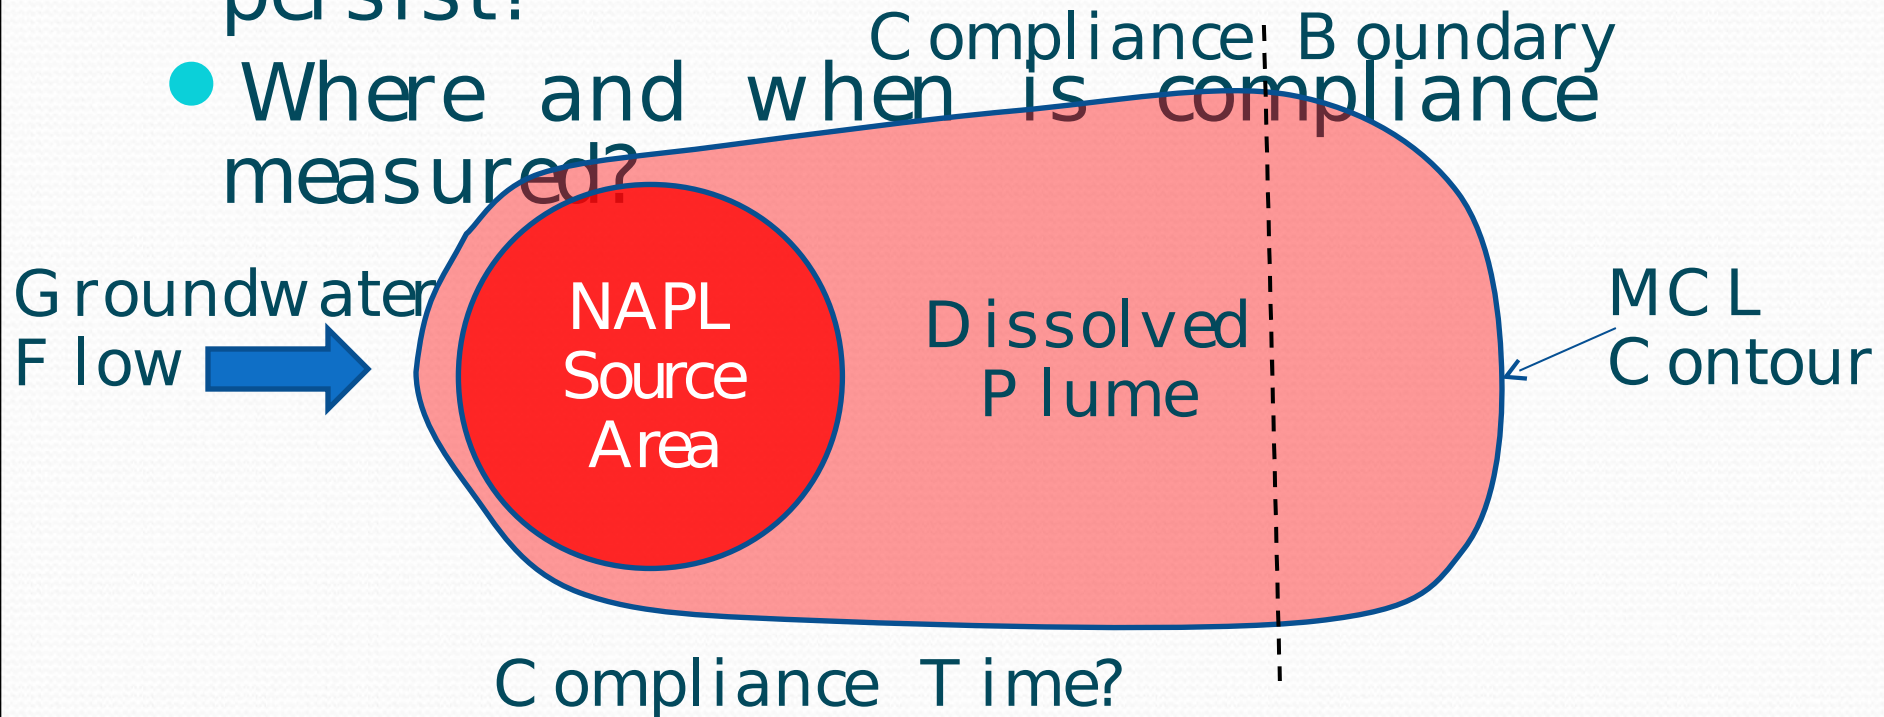 persist?
Compliance Boundary
Where and when is compliance
measured?
Groundwater
Flow
NAPL
Source
Area
Dissolved
Plume
MCL
Contour
Compliance Time?